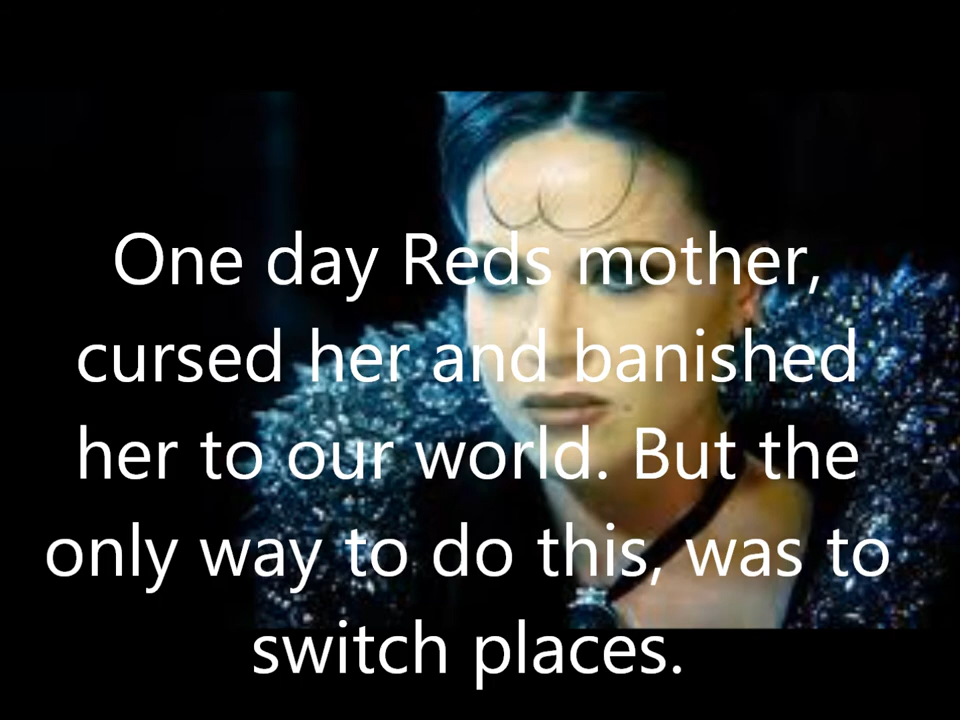 One day Reds mother,
cursed her and banished
her to our world. But the
only way to do this, was to
switch places.